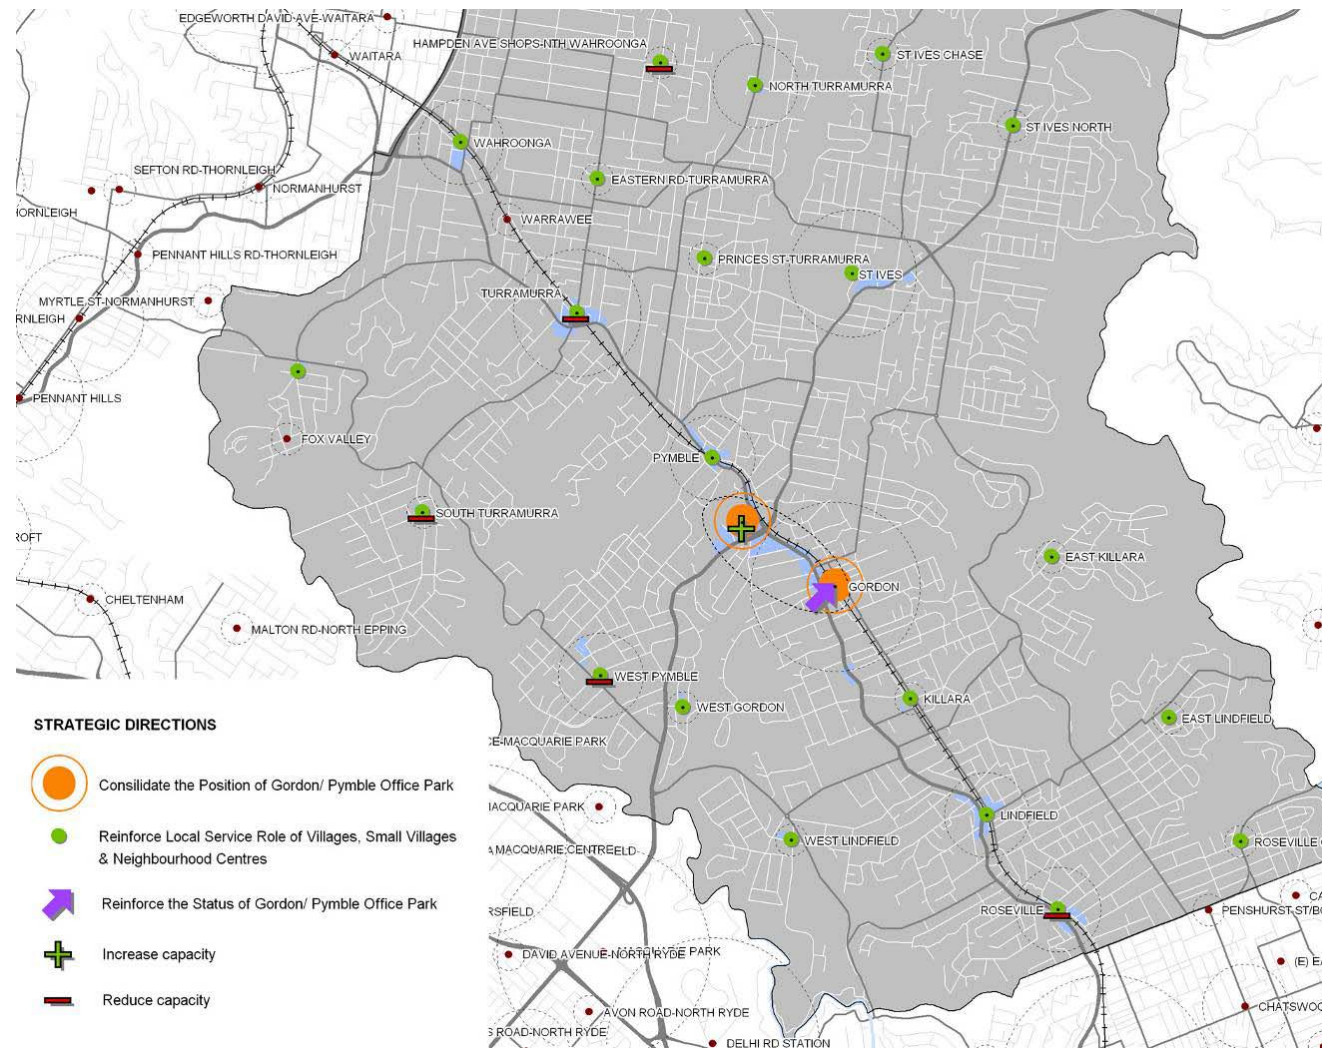 EDGEWORTH DAVID AVE-WAITARA
WAITARA
HAMPDEN AVE SHOPS-NTH WAHROONGA
ST IVES CHASE
NORTH TURRAMURRA
ST IVES NORTH
WAHROONGA
SEFTON RD-THORNLEIGH
EASTERN RD-TURRAMURRA
NORMANHURST
HORNLEIGH
WARRAWEE
PENNANT HILLS RD-THORNLEIGH
PRINCES ST-TURRAMURRA
ST IVES
TURRAMURRA
MYRTLE ST-NORMANHURST
RNLEIGH
PENNANT HILLS
FOX VALLEY
PYMBLE
SOUTH TURRAMURRA
ROFT
EAST KILLARA
GORDON
CHELTENHAM
MALTON RD-NORTH EPPING
WEST PYMBLE
KILLARA
WEST GORDON
EAST LINDFIELD
STRATEGIC DIRECTIONS
CE-MACQUARIE PARK
Consilidate the Position of Gordon/ Pymble Office Park
MACQUARIE PARK
LINDFIELD
Reinforce Local Service Role of Villages, Small Villages
& Neighbourhood Centres
WEST LINDFIELD
ROSEVILLE
A MACQUARIE CENTRE
ELD
Reinforce the Status of Gordon/ Pymble Office Park
RSFIELD
ROSEVILLE
CA
PENSHURST ST/B
Increase capacity
DAVID AVENUE-NORTH RYDE
MACQUARIE PARK
(E) E
Reduce capacity
AVON ROAD-NORTH RYDE
CHATSWOO
S ROAD-NORTH RYDE
DELHI RD STATION